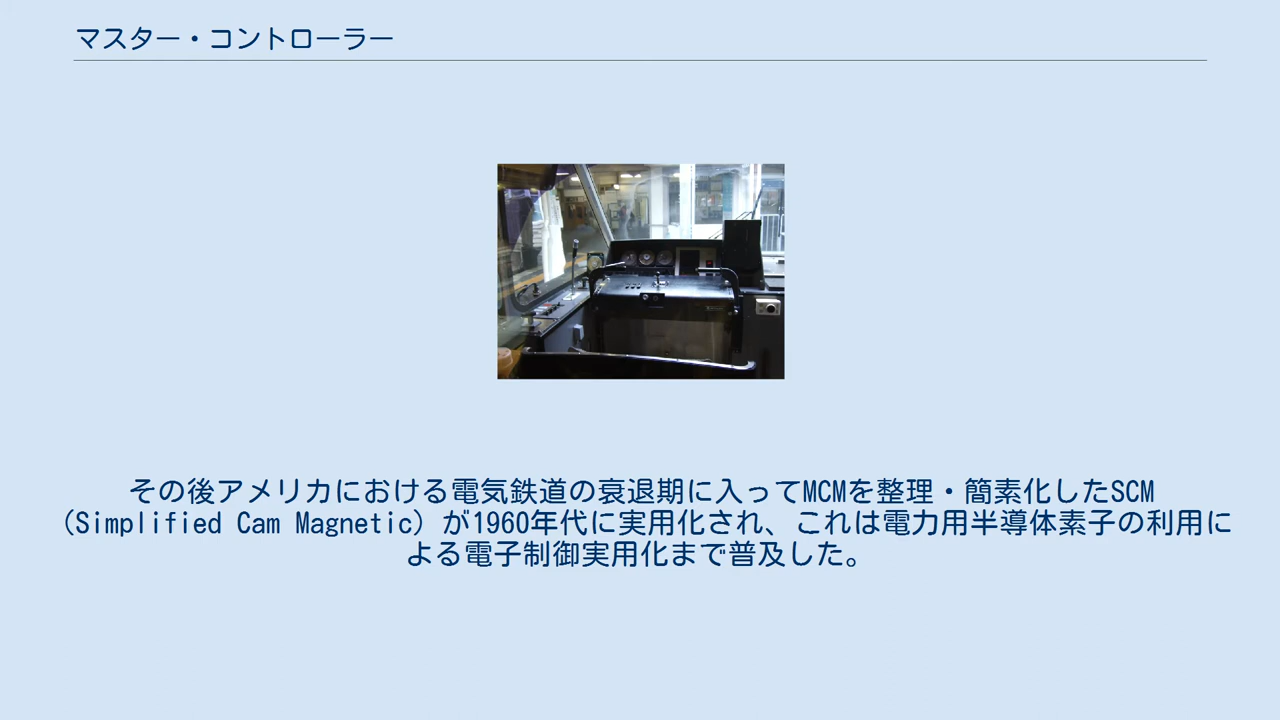 マスター・コントローラー
その後アメリカにおける電気鉄道の衰退期に入ってMCMを整理・簡素化したSCM
（Simplified Cam Magnetic）が1960年代に実用化され、これは電力用半導体素子の利用に
よる電子制御実用化まで普及した。